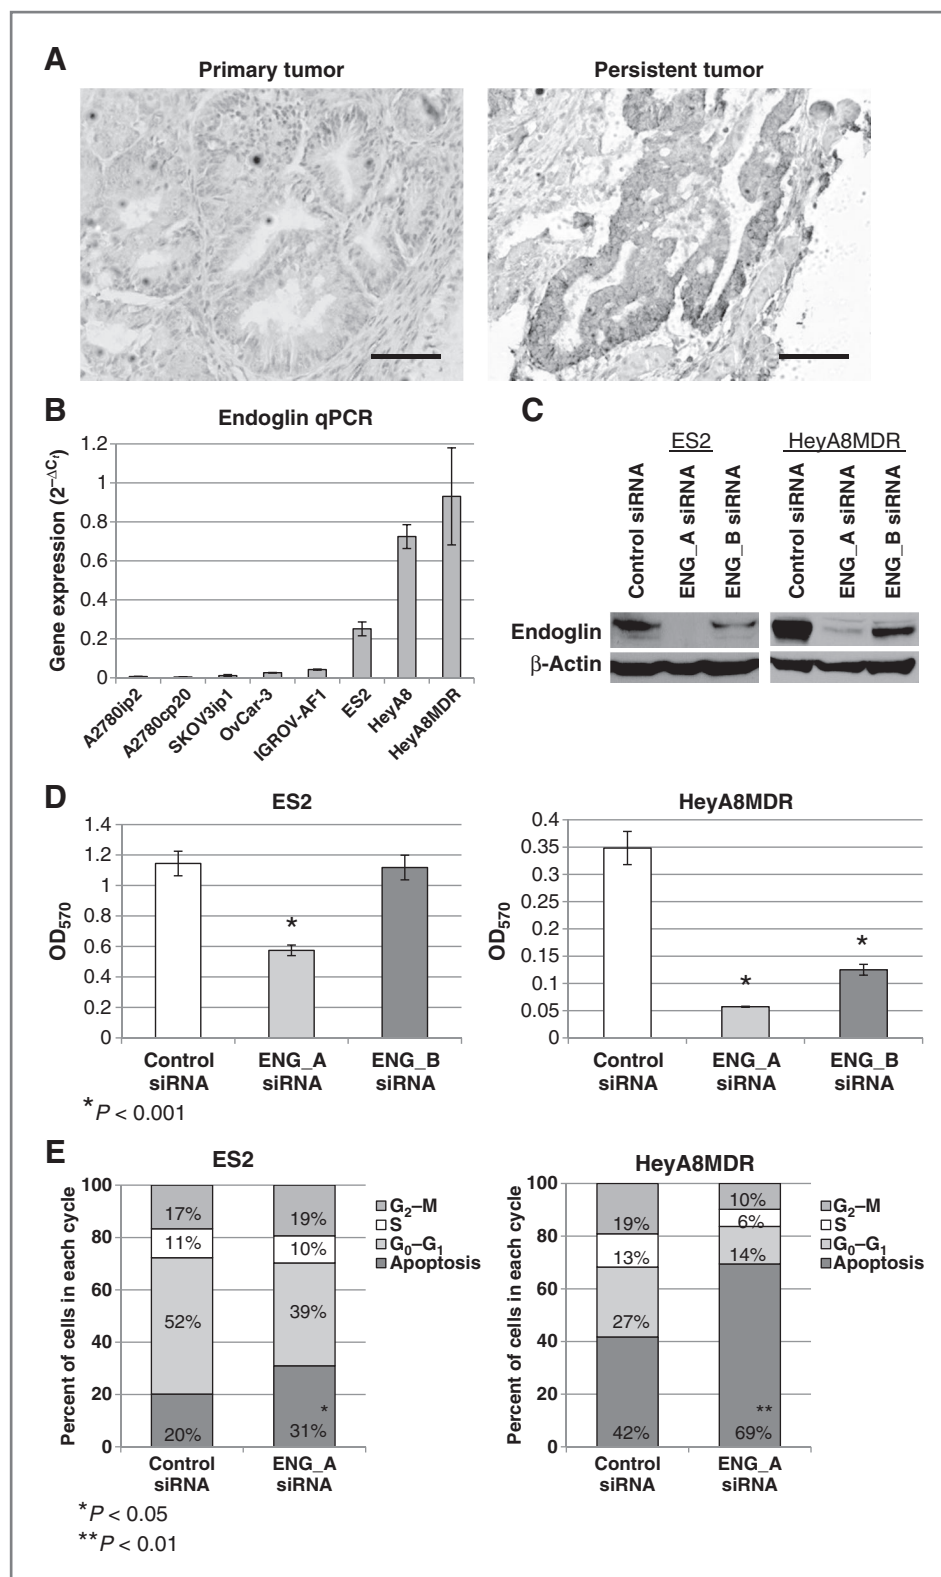 A
Primary tumor
Persistent tumor
B
Endoglin qPCR
Gene expression (2^−ΔCt)
1.2
1
0.8
0.6
0.4
0.2
0
A2780ip2
A2780cp20
SKOV3ip1
OvCar-3
IGROV-AF1
ES2
HeyA8
HeyA8MDR
C
ES2
HeyA8MDR
Control siRNA
ENG_A siRNA
ENG_B siRNA
Control siRNA
ENG_A siRNA
ENG_B siRNA
Endoglin
β-Actin
D
ES2
OD570
1.4
1.2
1
0.8
0.6
0.4
0.2
0
*
Control siRNA
ENG_A siRNA
ENG_B siRNA
*P < 0.001
HeyA8MDR
OD570
0.4
0.35
0.3
0.25
0.2
0.15
0.1
0.05
0
*
*
Control siRNA
ENG_A siRNA
ENG_B siRNA
E
ES2
Percent of cells in each cycle
100
80
60
40
20
0
17%
11%
52%
20%
19%
10%
39%
*
31%
G2–M
S
G0–G1
Apoptosis
Control siRNA
ENG_A siRNA
*P < 0.05
**P < 0.01
HeyA8MDR
Percent of cells in each cycle
100
80
60
40
20
0
19%
13%
27%
42%
10%
6%
14%
**
69%
G2–M
S
G0–G1
Apoptosis
Control siRNA
ENG_A siRNA